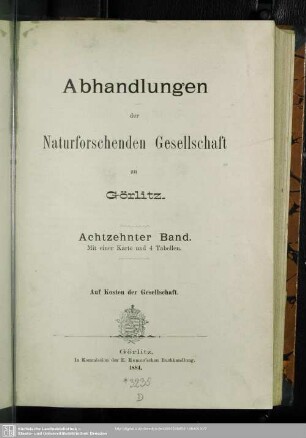 Abhandlungen
der
Naturforschenden Gesellschaft
zu
Görlitz.
Achtzehnter Band.
Mit einer Karte und 4 Tabellen.
Auf Kosten der Gesellschaft.
Görlitz.
In Kommission der E. Remer'schen Buchhandlung.
1884.
*3235
D